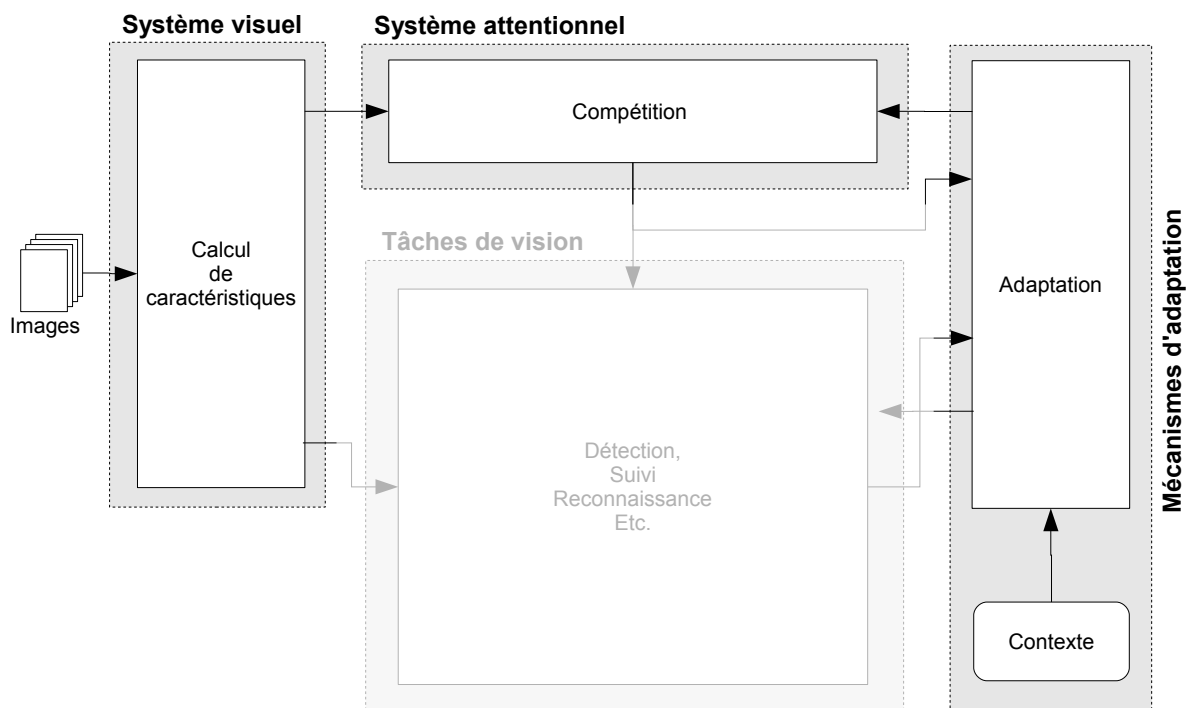 Système visuel
Système attentionnel
Compétition
Calcul
de
caractéristiques
Images
Tâches de vision
Détection,
Suivi
Reconnaissance
Etc.
Adaptation
Mécanismes d'adaptation
Contexte